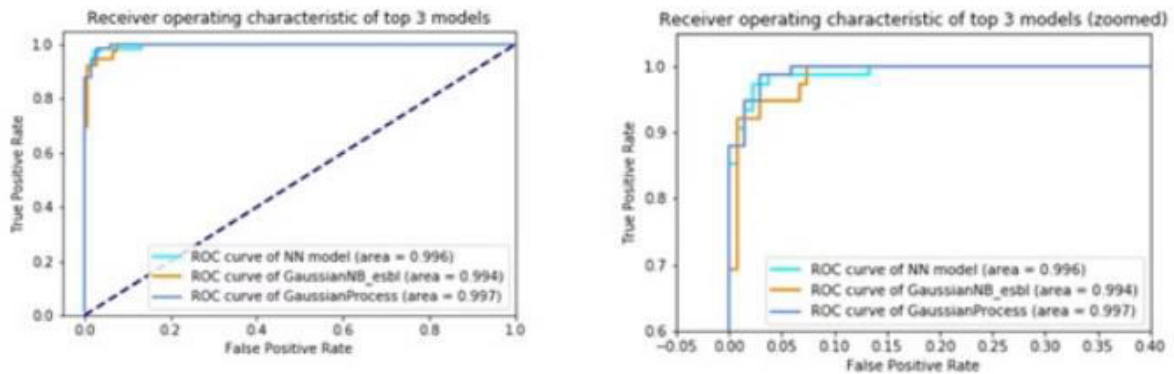 Receiver operating characteristic of top 3 models
1.0
0.8
0.6
0.4
0.2
0.0
True Positive Rate
ROC curve of NN model (area = 0.996)
ROC curve of GaussianNB_esbl (area = 0.994)
ROC curve of GaussianProcess (area = 0.997)
0.0 0.2 0.4 0.6 0.8 1.0
False Positive Rate
Receiver operating characteristic of top 3 models (zoomed)
1.0
0.9
0.8
0.7
0.6
True Positive Rate
ROC curve of NN model (area = 0.996)
ROC curve of GaussianNB_esbl (area = 0.994)
ROC curve of GaussianProcess (area = 0.997)
−0.05 0.00 0.05 0.10 0.15 0.20 0.25 0.30 0.35 0.40
False Positive Rate